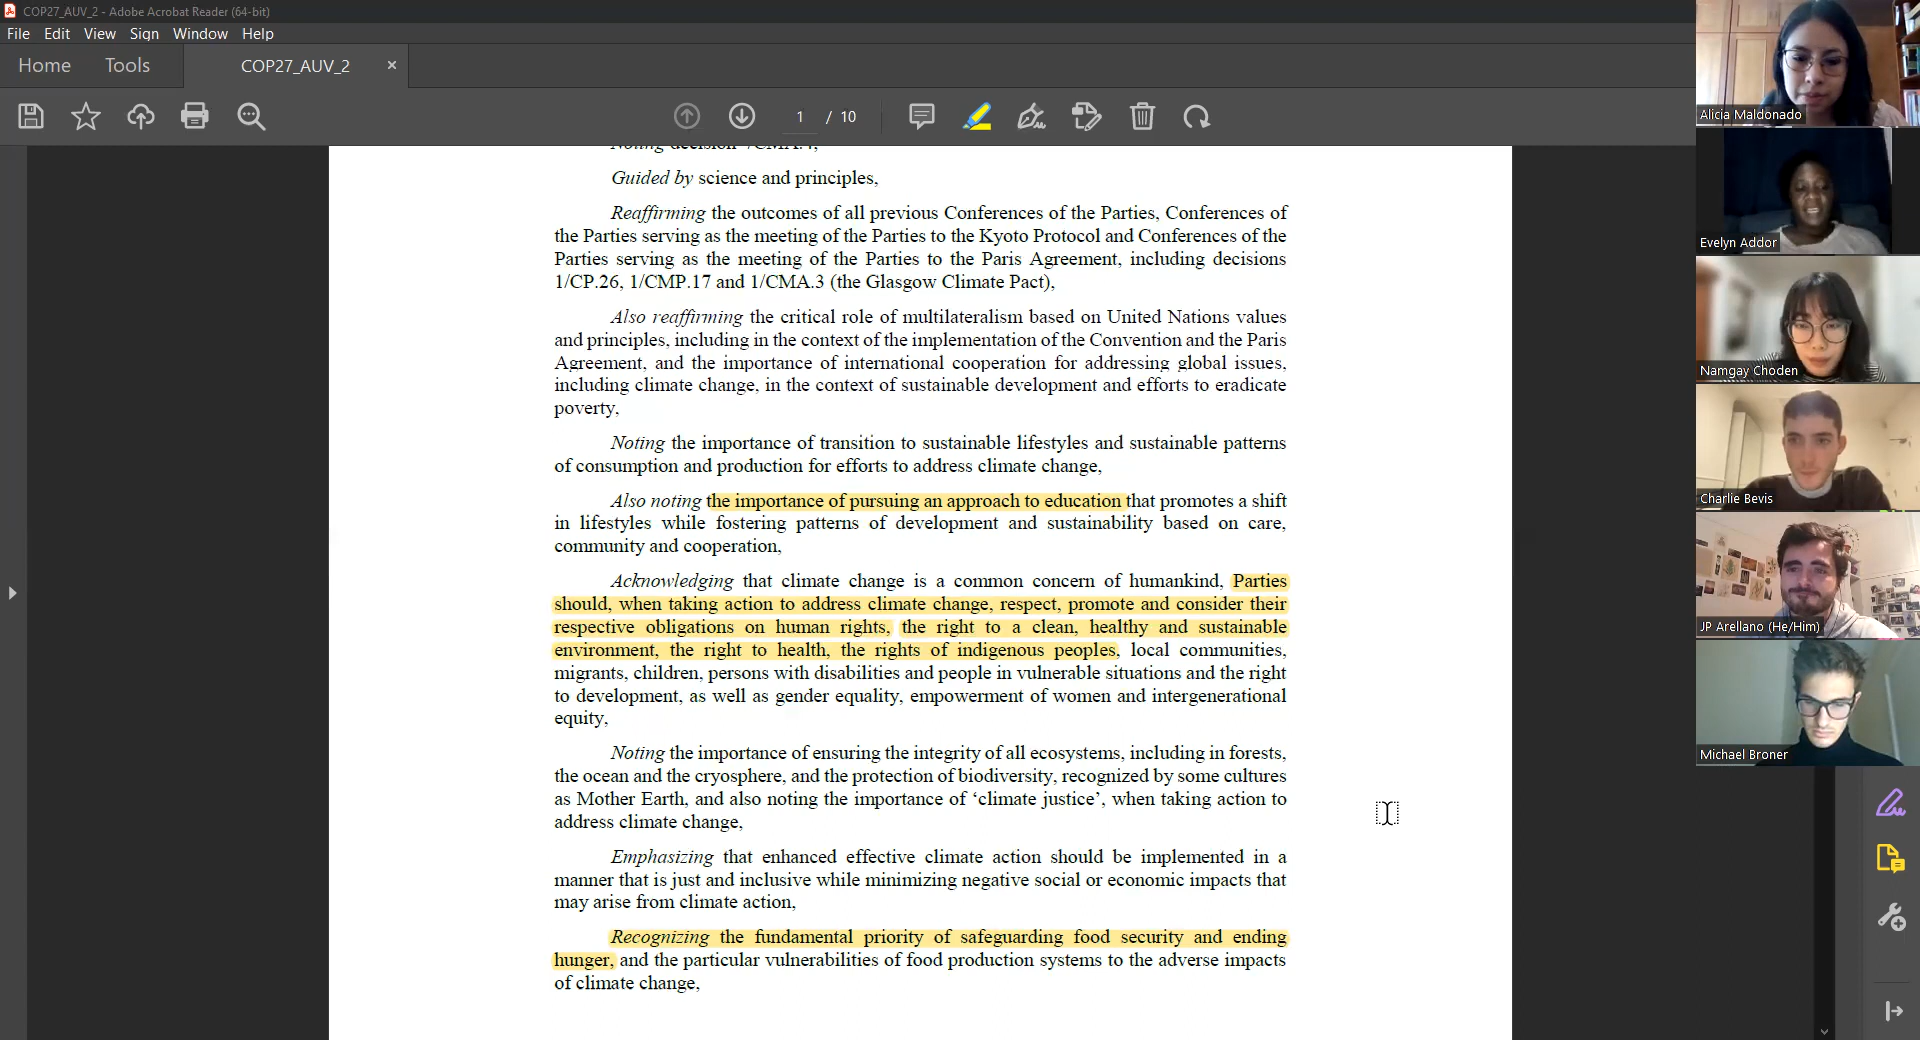 COP27_AUV_2 - Adobe Acrobat Reader (64-bit)
File Edit View Sign Window Help
Home Tools COP27_AUV_2 ×
1 / 10
Noting decision -/CMA.4,
Guided by science and principles,
Reaffirming the outcomes of all previous Conferences of the Parties, Conferences of
the Parties serving as the meeting of the Parties to the Kyoto Protocol and Conferences of the
Parties serving as the meeting of the Parties to the Paris Agreement, including decisions
1/CP.26, 1/CMP.17 and 1/CMA.3 (the Glasgow Climate Pact),
Also reaffirming the critical role of multilateralism based on United Nations values
and principles, including in the context of the implementation of the Convention and the Paris
Agreement, and the importance of international cooperation for addressing global issues,
including climate change, in the context of sustainable development and efforts to eradicate
poverty,
Noting the importance of transition to sustainable lifestyles and sustainable patterns
of consumption and production for efforts to address climate change,
Also noting the importance of pursuing an approach to education that promotes a shift
in lifestyles while fostering patterns of development and sustainability based on care,
community and cooperation,
Acknowledging that climate change is a common concern of humankind, Parties
should, when taking action to address climate change, respect, promote and consider their
respective obligations on human rights, the right to a clean, healthy and sustainable
environment, the right to health, the rights of indigenous peoples, local communities,
migrants, children, persons with disabilities and people in vulnerable situations and the right
to development, as well as gender equality, empowerment of women and intergenerational
equity,
Noting the importance of ensuring the integrity of all ecosystems, including in forests,
the ocean and the cryosphere, and the protection of biodiversity, recognized by some cultures
as Mother Earth, and also noting the importance of ‘climate justice’, when taking action to
address climate change,
Emphasizing that enhanced effective climate action should be implemented in a
manner that is just and inclusive while minimizing negative social or economic impacts that
may arise from climate action,
Recognizing the fundamental priority of safeguarding food security and ending
hunger, and the particular vulnerabilities of food production systems to the adverse impacts
of climate change,
Alicia Maldonado
Evelyn Addor
Namgay Choden
Charlie Bevis
JP Arellano (He/Him)
Michael Broner